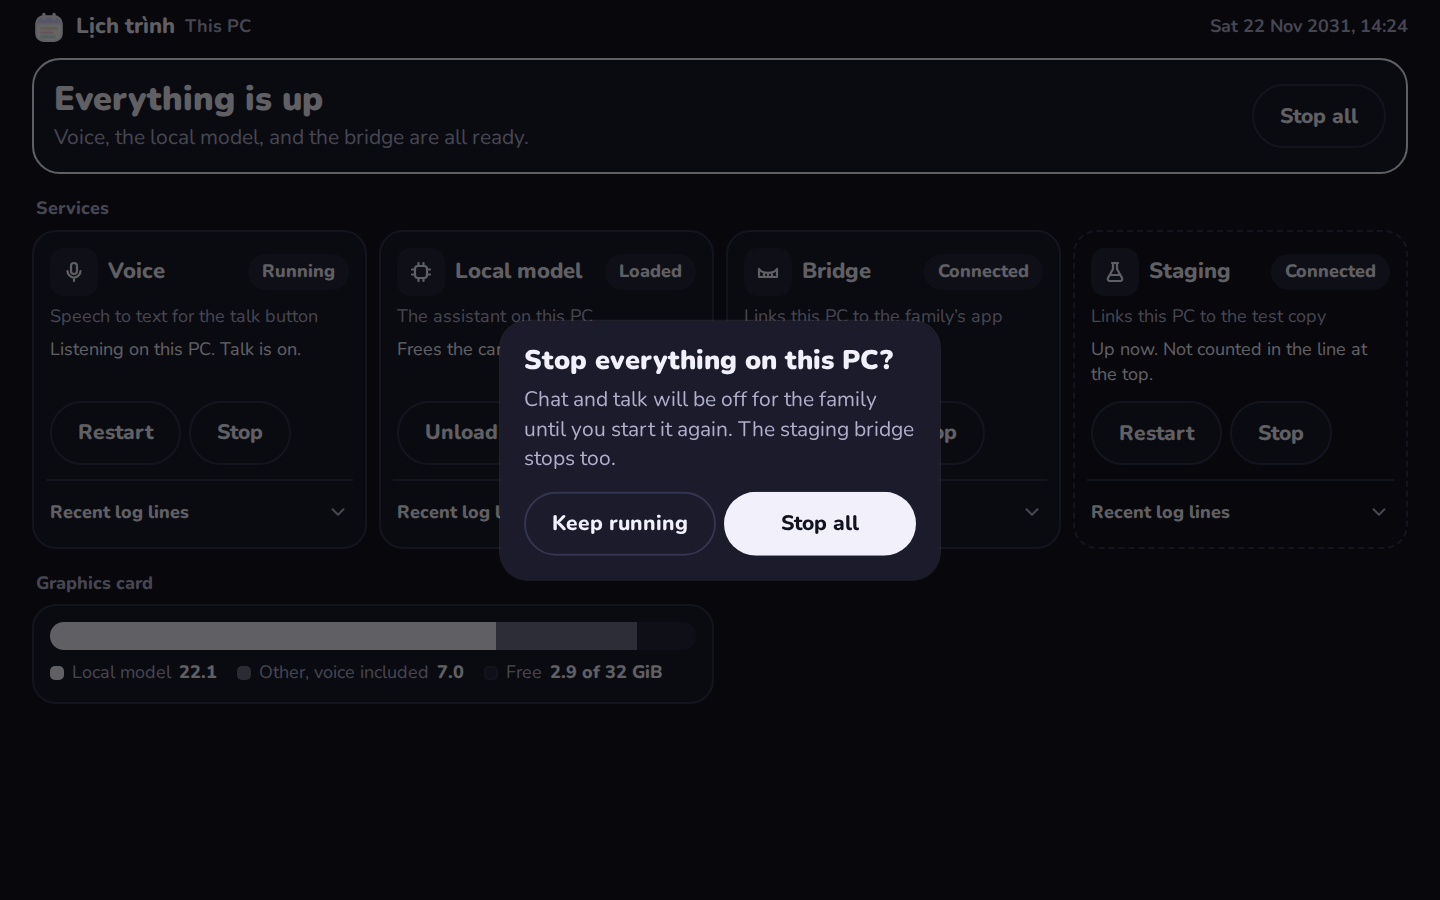 Lịch trình This PC
Sat 22 Nov 2031, 14:24
Everything is up
Voice, the local model, and the bridge are all ready.
Stop all
Services
Voice
Running
Speech to text for the talk button
Listening on this PC. Talk is on.
Restart
Stop
Recent log lines
Local model
Loaded
The assistant on this PC
Frees the
Unload
Recent log
Bridge
Connected
Links this PC to the family's app
Staging
Connected
Links this PC to the test copy
Up now. Not counted in the line at
the top.
Restart
Stop
Recent log lines
Stop everything on this PC?
Chat and talk will be off for the family
until you start it again. The staging bridge
stops too.
Keep running
Stop all
Graphics card
Local model 22.1
Other, voice included 7.0
Free 2.9 of 32 GiB